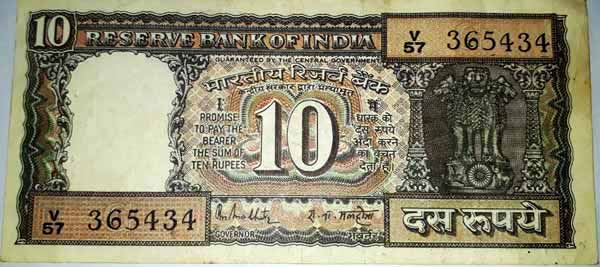 10
RESERVE BANK OF INDIA
V/57 365434
GUARANTEED BY THE CENTRAL GOVERNMENT
भारतीय रिज़र्व बैंक
केन्द्रीय सरकार द्वारा प्रत्याभूत
I
PROMISE
TO PAY THE
BEARER
THE SUM OF
TEN RUPEES
10
मैं
धारक को
दस रुपये
अदा करने
का वचन
देता हूँ।
V/57 365434
GOVERNOR
गवर्नर
दस रूपये